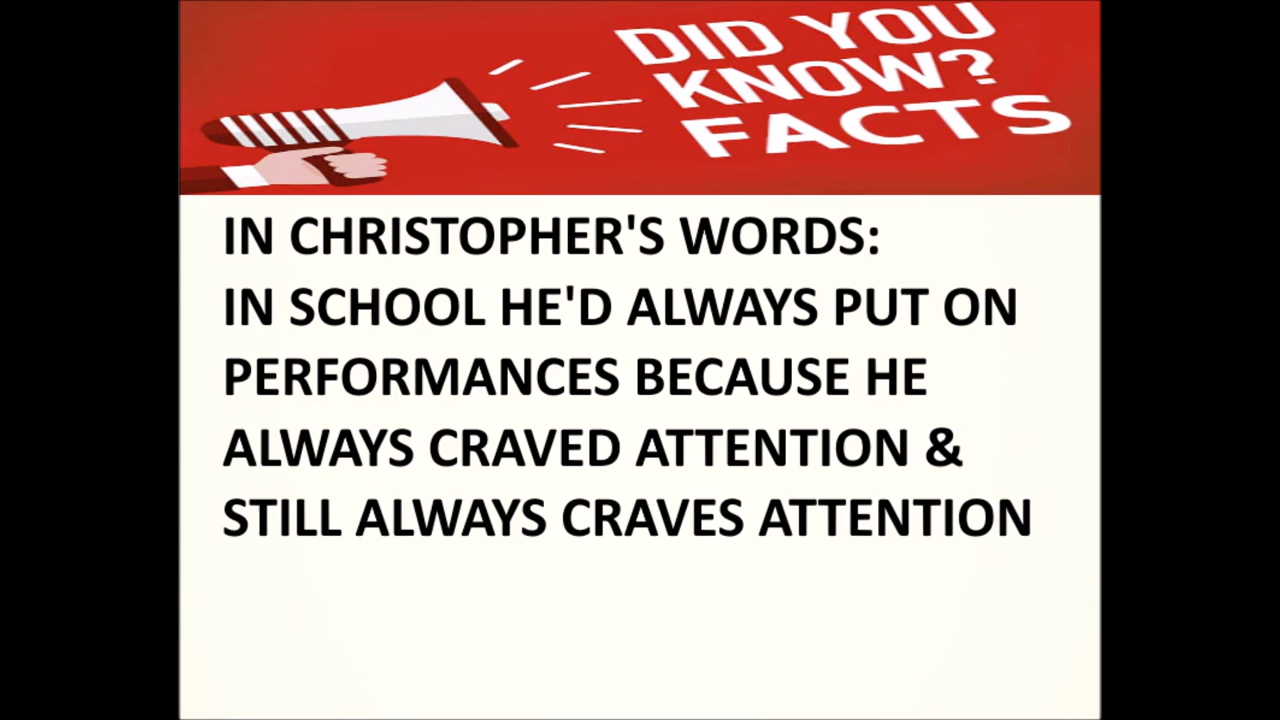 DID YOU
KNOW?
FACTS
IN CHRISTOPHER'S WORDS:
IN SCHOOL HE'D ALWAYS PUT ON
PERFORMANCES BECAUSE HE
ALWAYS CRAVED ATTENTION &
STILL ALWAYS CRAVES ATTENTION